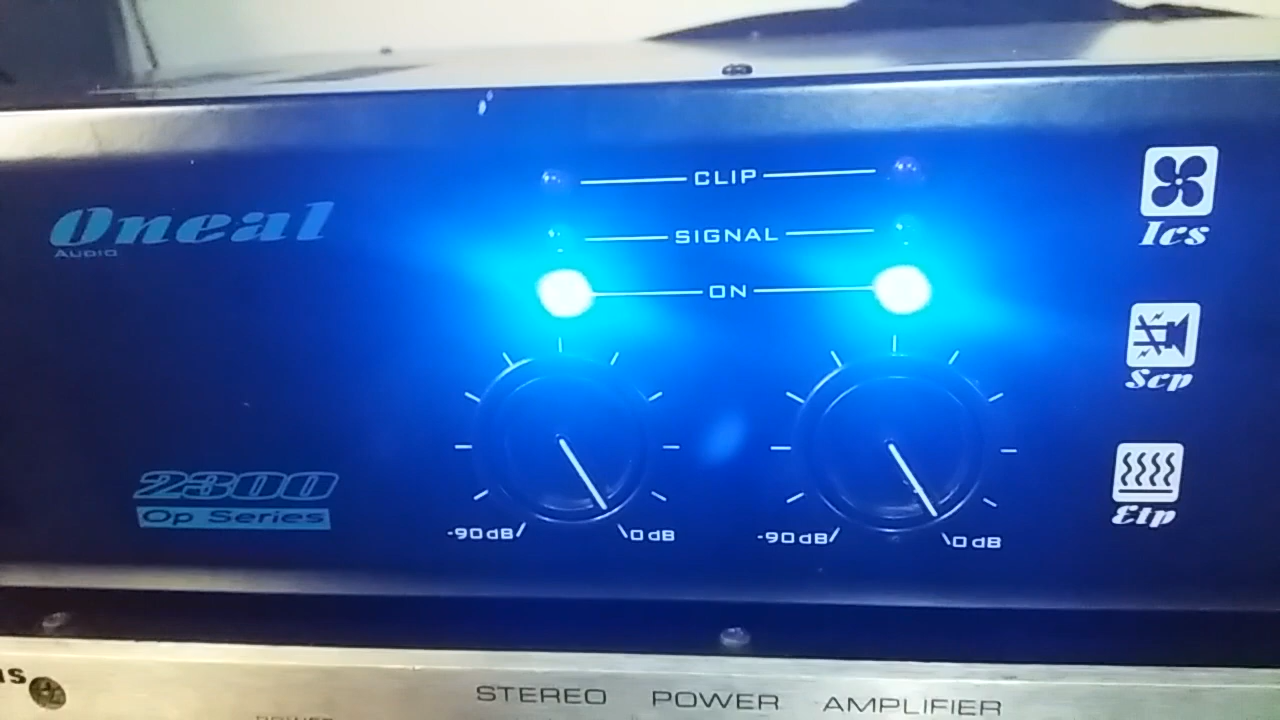 Oneal
AUDIO
CLIP
SIGNAL
ON
Ics
Scp
Etp
2300
Op Series
-90dB 0dB
-90dB 0dB
STEREO POWER AMPLIFIER